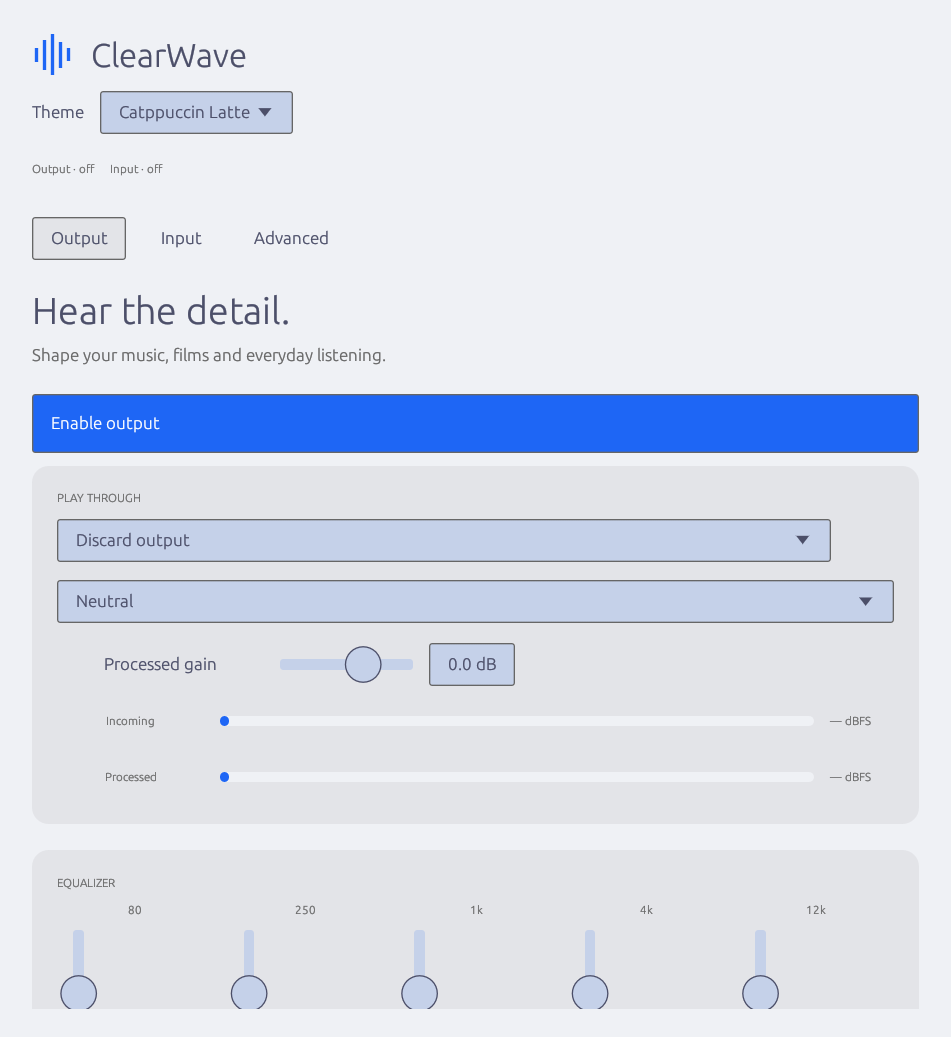 ClearWave
Theme Catppuccin Latte
Output · off Input · off
Output Input Advanced
Hear the detail.
Shape your music, films and everyday listening.
Enable output
PLAY THROUGH
Discard output
Neutral
Processed gain 0.0 dB
Incoming — dBFS
Processed — dBFS
EQUALIZER
80 250 1k 4k 12k